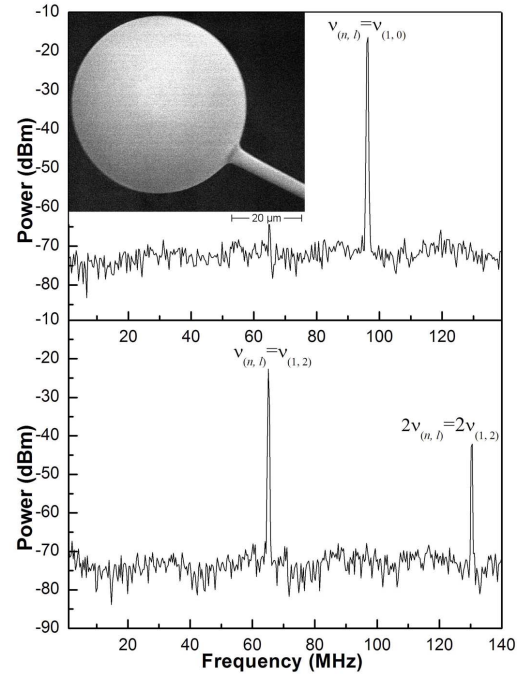 -10
ν(n, l)=ν(1, 0)
-20
-30
-40
-50
-60
-70
-80
Power (dBm)
20 µm
20 40 60 80 100 120
-10
ν(n, l)=ν(1, 2)
-20
-30
2ν(n, l)=2ν(1, 2)
-40
-50
-60
-70
-80
-90
Power (dBm)
20 40 60 80 100 120 140
Frequency (MHz)